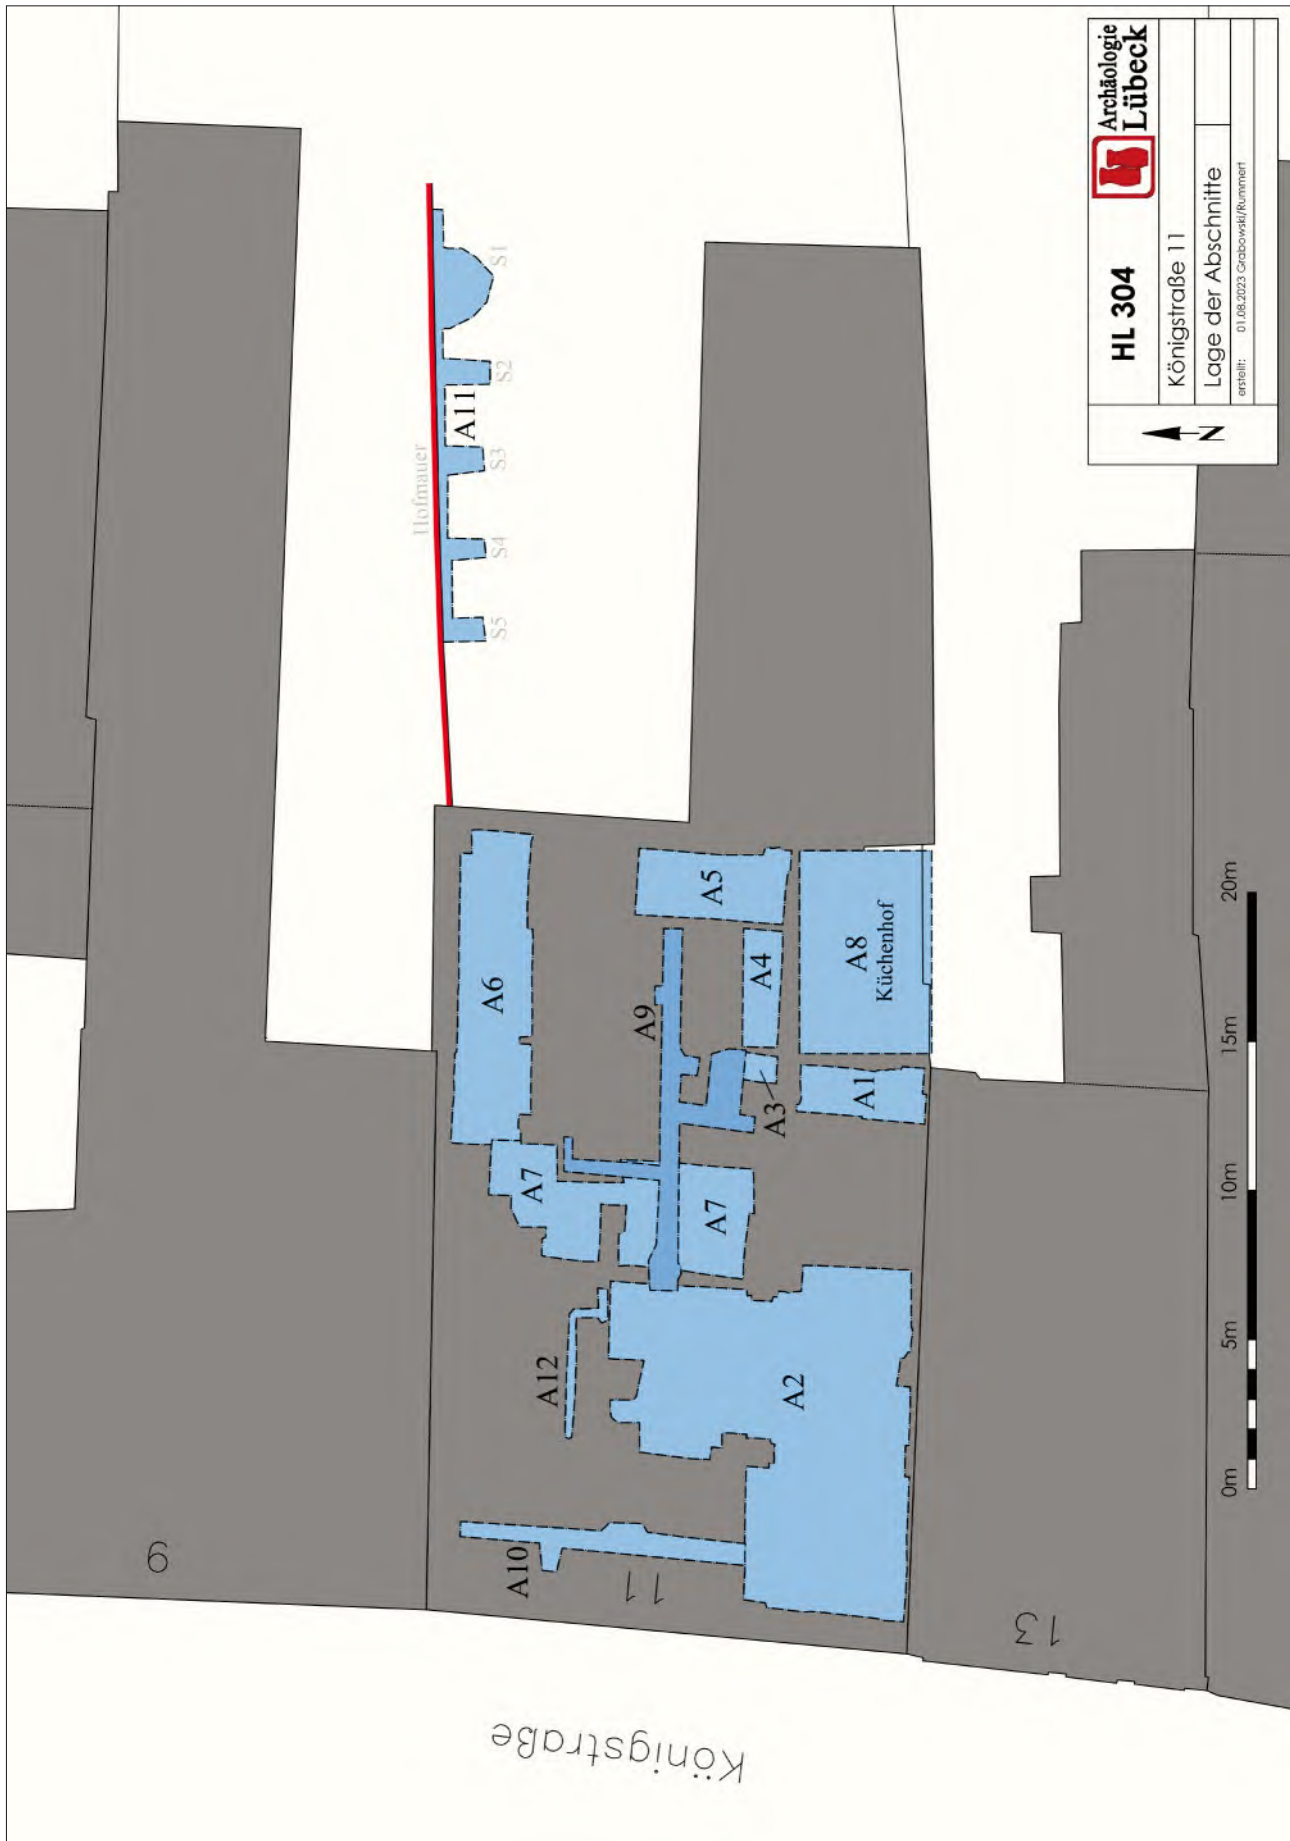 Archäologie
Lübeck
HL 304
Königstraße 11
Lage der Abschnitte
erstellt: 01.08.2023 Grabowski/Rummert
N
Hofmauer
S1
S2
A11
S3
S4
S5
A6
A5
A4
A8
Küchenhof
A9
A3
A1
A7
A7
A12
A2
A10
9
11
13
Königstraße
0m
5m
10m
15m
20m